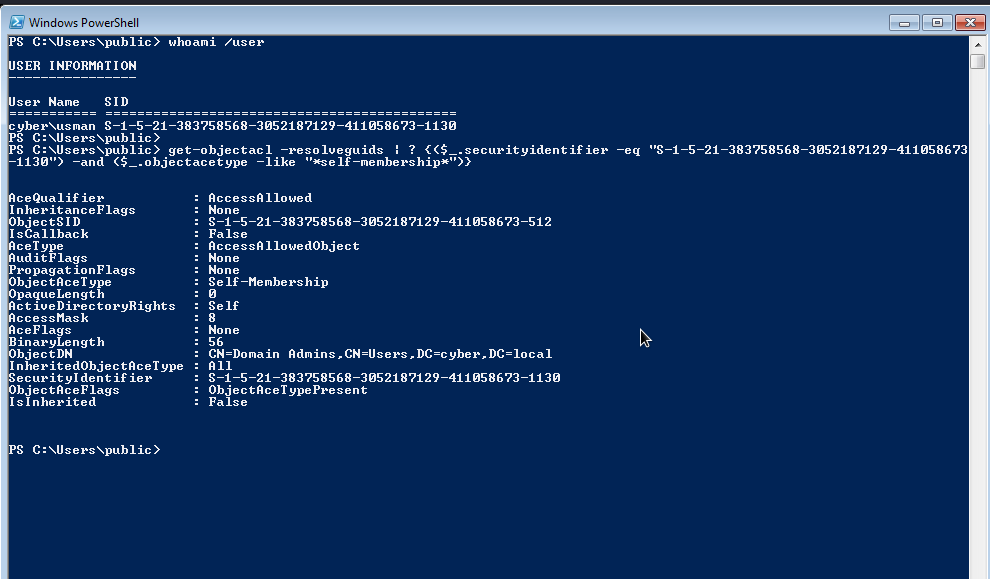 Windows PowerShell
PS C:\Users\public> whoami /user
USER INFORMATION
----------------
User Name   SID
=========== ============================================
cyber\usman S-1-5-21-383758568-3052187129-411058673-1130
PS C:\Users\public>
PS C:\Users\public> get-objectacl -resolveguids | ? {($_.securityidentifier -eq "S-1-5-21-383758568-3052187129-411058673
-1130") -and ($_.objectacetype -like "*self-membership*")}
AceQualifier           : AccessAllowed
InheritanceFlags       : None
ObjectSID              : S-1-5-21-383758568-3052187129-411058673-512
IsCallback             : False
AceType                : AccessAllowedObject
AuditFlags             : None
PropagationFlags       : None
ObjectAceType          : Self-Membership
OpaqueLength           : 0
ActiveDirectoryRights  : Self
AccessMask             : 8
AceFlags               : None
BinaryLength           : 56
ObjectDN               : CN=Domain Admins,CN=Users,DC=cyber,DC=local
InheritedObjectAceType : All
SecurityIdentifier     : S-1-5-21-383758568-3052187129-411058673-1130
ObjectAceFlags         : ObjectAceTypePresent
IsInherited            : False
PS C:\Users\public>